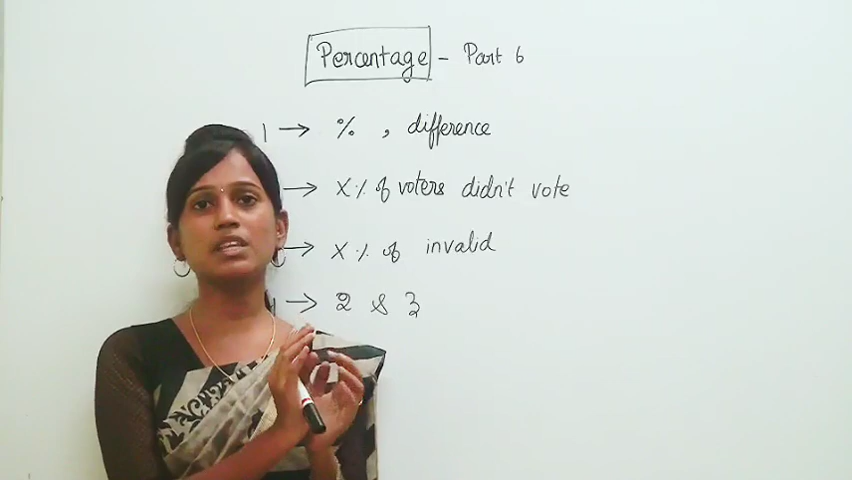 Percentage - Part 6
1 → % , difference
→ X % of voters didn't vote
→ X % of invalid
→ 2 & 3